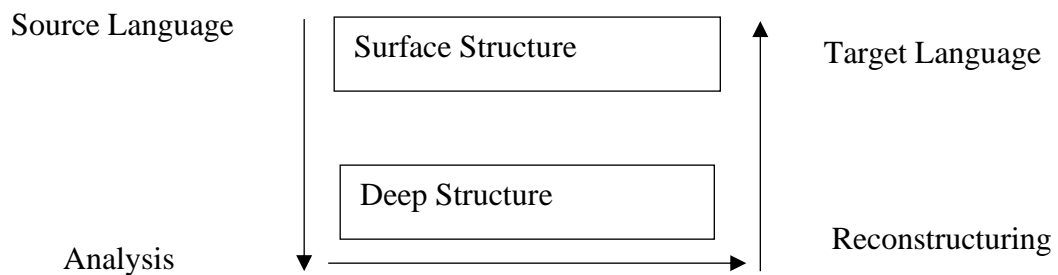 Source Language
Surface Structure
Target Language
Deep Structure
Analysis
Reconstructuring